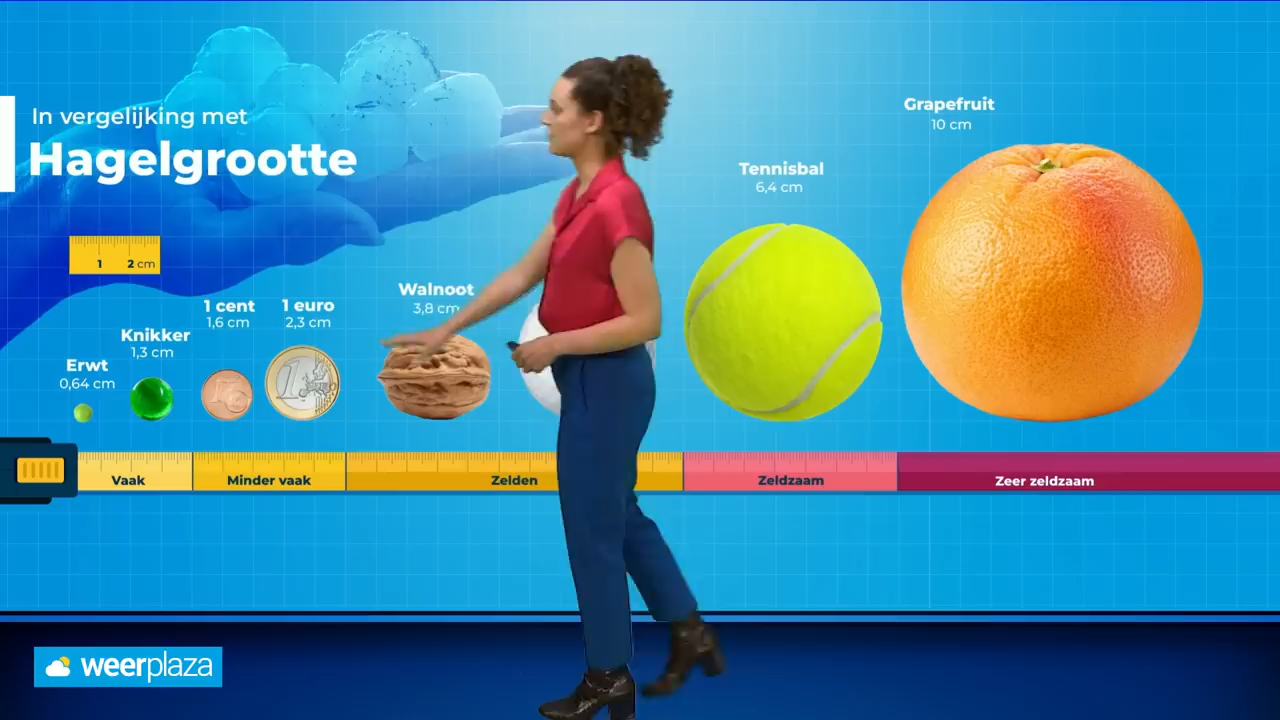 In vergelijking met
Hagelgrootte
1 2 cm
Erwt
0,64 cm
Knikker
1,3 cm
1 cent
1,6 cm
1 euro
2,3 cm
Walnoot
3,8 cm
Tennisbal
6,4 cm
Grapefruit
10 cm
1
Vaak
Minder vaak
Zelden
Zeldzaam
Zeer zeldzaam
weerplaza